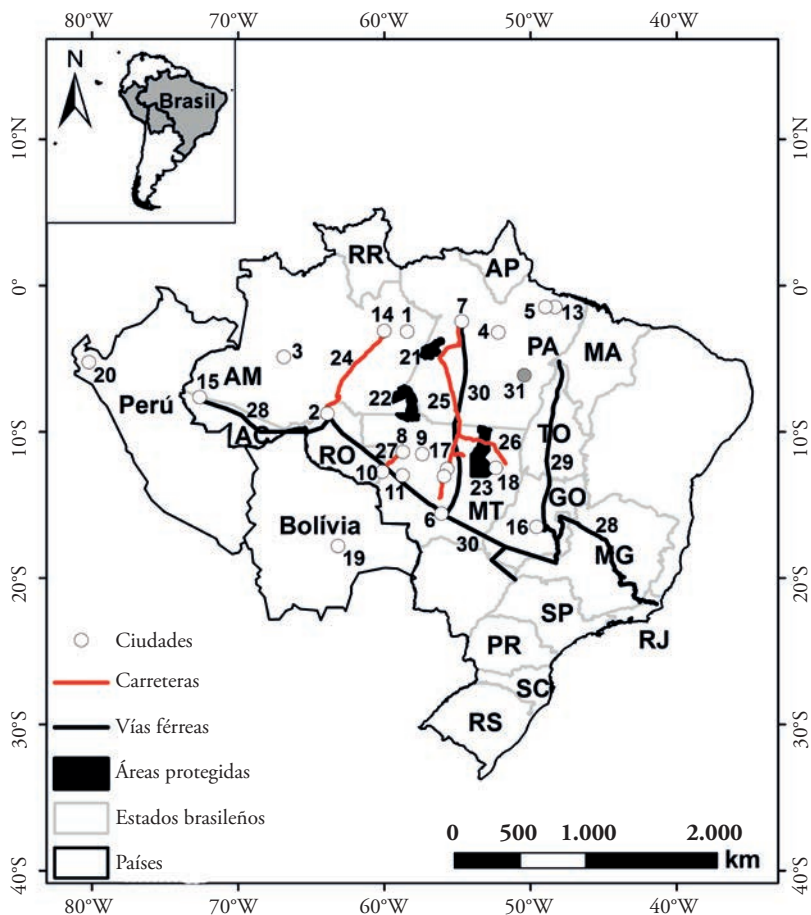 80°W 70°W 60°W 50°W 40°W
N
Brasil
10°N 10°N
0° 0°
10°S 10°S
20°S 20°S
30°S 30°S
40°S 40°S
RR
AP
14 1
7
5 13
4
3
21
PA
MA
24
20
15
AM
31
22
25
30
Perú
28
2
AC
TO
8 9
26
RO
27
17
29
10
11
23
18
GO
MT
6
16
28
Bolívia
30
MG
19
SP
RJ
PR
SC
RS
Ciudades
Carreteras
Vías férreas
Áreas protegidas
Estados brasileños
Países
0 500 1.000 2.000
km
80°W 70°W 60°W 50°W 40°W